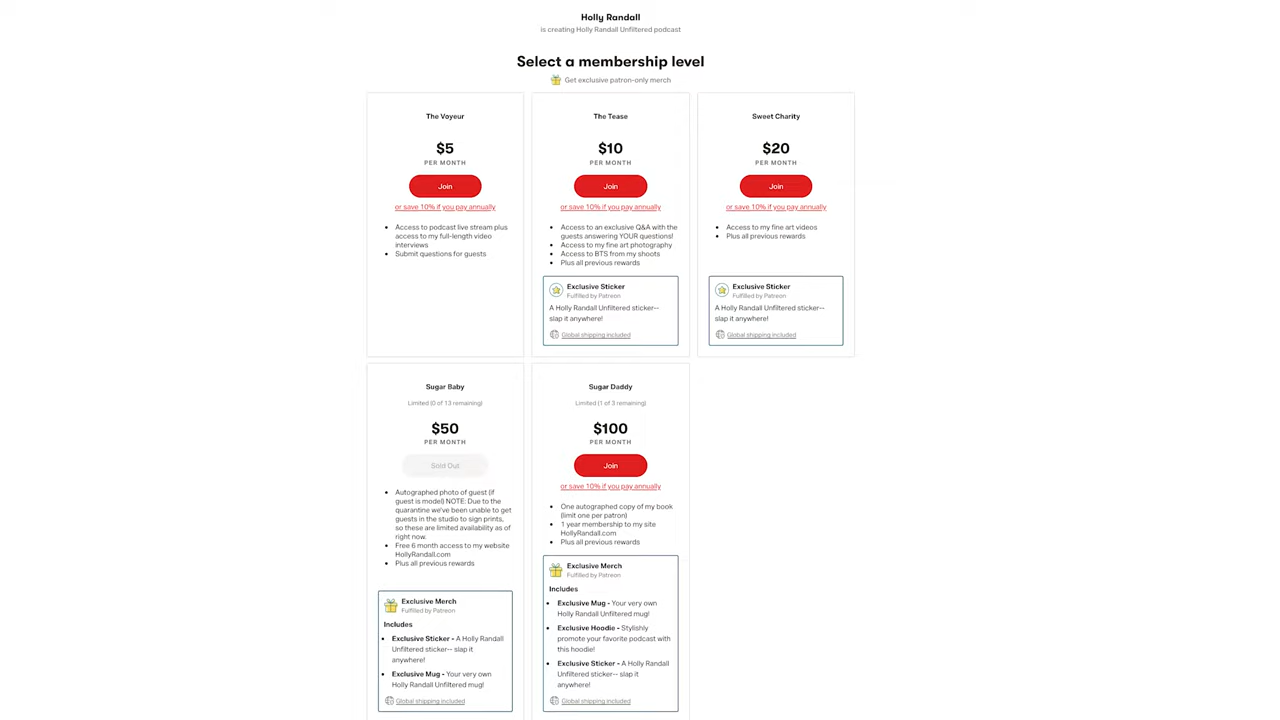 Holly Randall
is creating Holly Randall Unfiltered podcast
Select a membership level
Get exclusive patron-only merch
The Voyeur
$5
PER MONTH
Join
or save 10% if you pay annually
Access to podcast live stream plus
access to my full-length video
interviews
Submit questions for guests
The Tease
$10
PER MONTH
Join
or save 10% if you pay annually
Access to an exclusive Q&A with the
guests answering YOUR questions!
Access to my fine art photography
Access to BTS from my shoots
Plus all previous rewards
Exclusive Sticker
Fulfilled by Patreon
A Holly Randall Unfiltered sticker--
slap it anywhere!
Global shipping included
Sweet Charity
$20
PER MONTH
Join
or save 10% if you pay annually
Access to my fine art videos
Plus all previous rewards
Exclusive Sticker
Fulfilled by Patreon
A Holly Randall Unfiltered sticker--
slap it anywhere!
Global shipping included
Sugar Baby
Limited (0 of 13 remaining)
$50
PER MONTH
Sold Out
Autographed photo of guest (if
guest is model) NOTE: Due to the
quarantine we've been unable to get
guests in the studio to sign prints,
so these are limited availability as of
right now.
Free 6 month access to my website
HollyRandall.com
Plus all previous rewards
Exclusive Merch
Fulfilled by Patreon
Includes
Exclusive Sticker - A Holly Randall
Unfiltered sticker-- slap it
anywhere!
Exclusive Mug - Your very own
Holly Randall Unfiltered mug!
Global shipping included
Sugar Daddy
Limited (1 of 3 remaining)
$100
PER MONTH
Join
or save 10% if you pay annually
One autographed copy of my book
(limit one per patron)
1 year membership to my site
HollyRandall.com
Plus all previous rewards
Exclusive Merch
Fulfilled by Patreon
Includes
Exclusive Mug - Your very own
Holly Randall Unfiltered mug!
Exclusive Hoodie - Stylishly
promote your favorite podcast with
this hoodie!
Exclusive Sticker - A Holly Randall
Unfiltered sticker-- slap it
anywhere!
Global shipping included